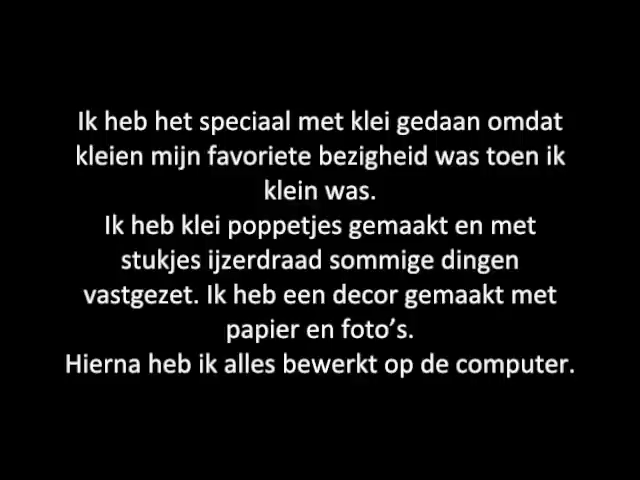 Ik heb het speciaal met klei gedaan omdat
kleien mijn favoriete bezigheid was toen ik
klein was.
Ik heb klei poppetjes gemaakt en met
stukjes ijzerdraad sommige dingen
vastgezet. Ik heb een decor gemaakt met
papier en foto’s.
Hierna heb ik alles bewerkt op de computer.